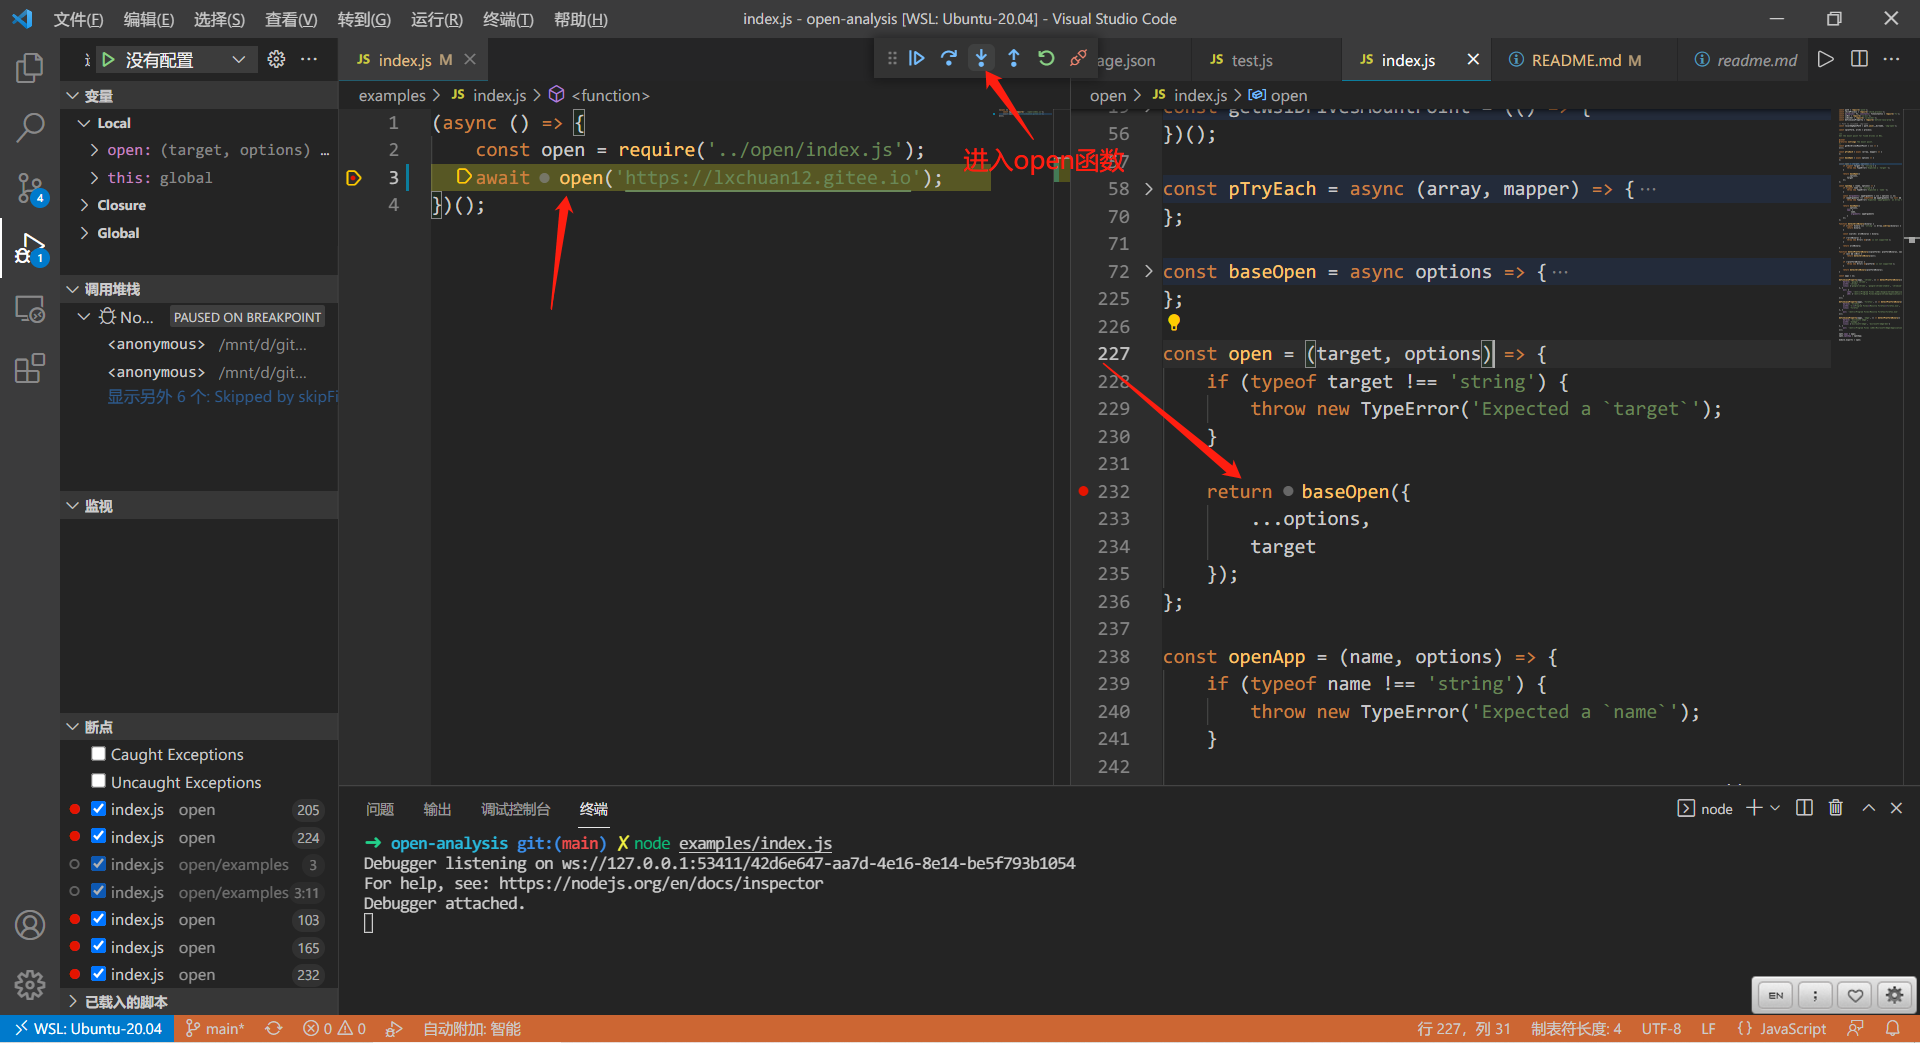 文件(F) 编辑(E) 选择(S) 查看(V) 转到(G) 运行(R) 终端(T) 帮助(H)
index.js - open-analysis [WSL: Ubuntu-20.04] - Visual Studio Code
没有配置
JS index.js M
age.json
JS test.js
JS index.js
README.md M
readme.md
变量
Local
open: (target, options) …
this: global
Closure
Global
调用堆栈
No...
PAUSED ON BREAKPOINT
<anonymous> /mnt/d/git...
<anonymous> /mnt/d/git...
显示另外 6 个: Skipped by skipFi
监视
断点
Caught Exceptions
Uncaught Exceptions
index.js open 205
index.js open 224
index.js open/examples 3
index.js open/examples 3:11
index.js open 103
index.js open 165
index.js open 232
已载入的脚本
4
1
examples > JS index.js > <function>
1 (async () => {
2 const open = require('../open/index.js');
3 await open('https://lxchuan12.gitee.io');
4 })();
进入open函数
open > JS index.js > open
const getWslDrivesMountPoint = (() => {
56 })();
57
58 const pTryEach = async (array, mapper) => {…
70 };
71
72 const baseOpen = async options => {…
225 };
226
227 const open = (target, options) => {
228 if (typeof target !== 'string') {
229 throw new TypeError('Expected a `target`');
230 }
231
232 return baseOpen({
233 ...options,
234 target
235 });
236 };
237
238 const openApp = (name, options) => {
239 if (typeof name !== 'string') {
240 throw new TypeError('Expected a `name`');
241 }
242
问题 输出 调试控制台 终端
node
→ open-analysis git:(main) ✗ node examples/index.js
Debugger listening on ws://127.0.0.1:53411/42d6e647-aa7d-4e16-8e14-be5f793b1054
For help, see: https://nodejs.org/en/docs/inspector
Debugger attached.
EN ;
WSL: Ubuntu-20.04 main* 0 0 自动附加: 智能
行 227，列 31 制表符长度: 4 UTF-8 LF {} JavaScript